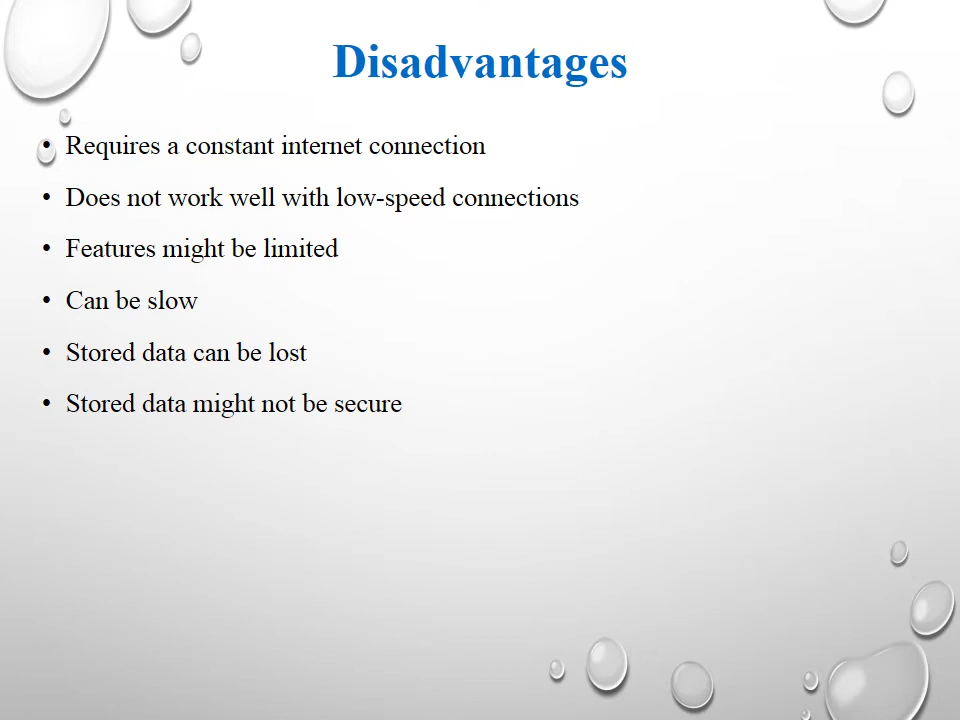 Disadvantages
• Requires a constant internet connection
• Does not work well with low-speed connections
• Features might be limited
• Can be slow
• Stored data can be lost
• Stored data might not be secure